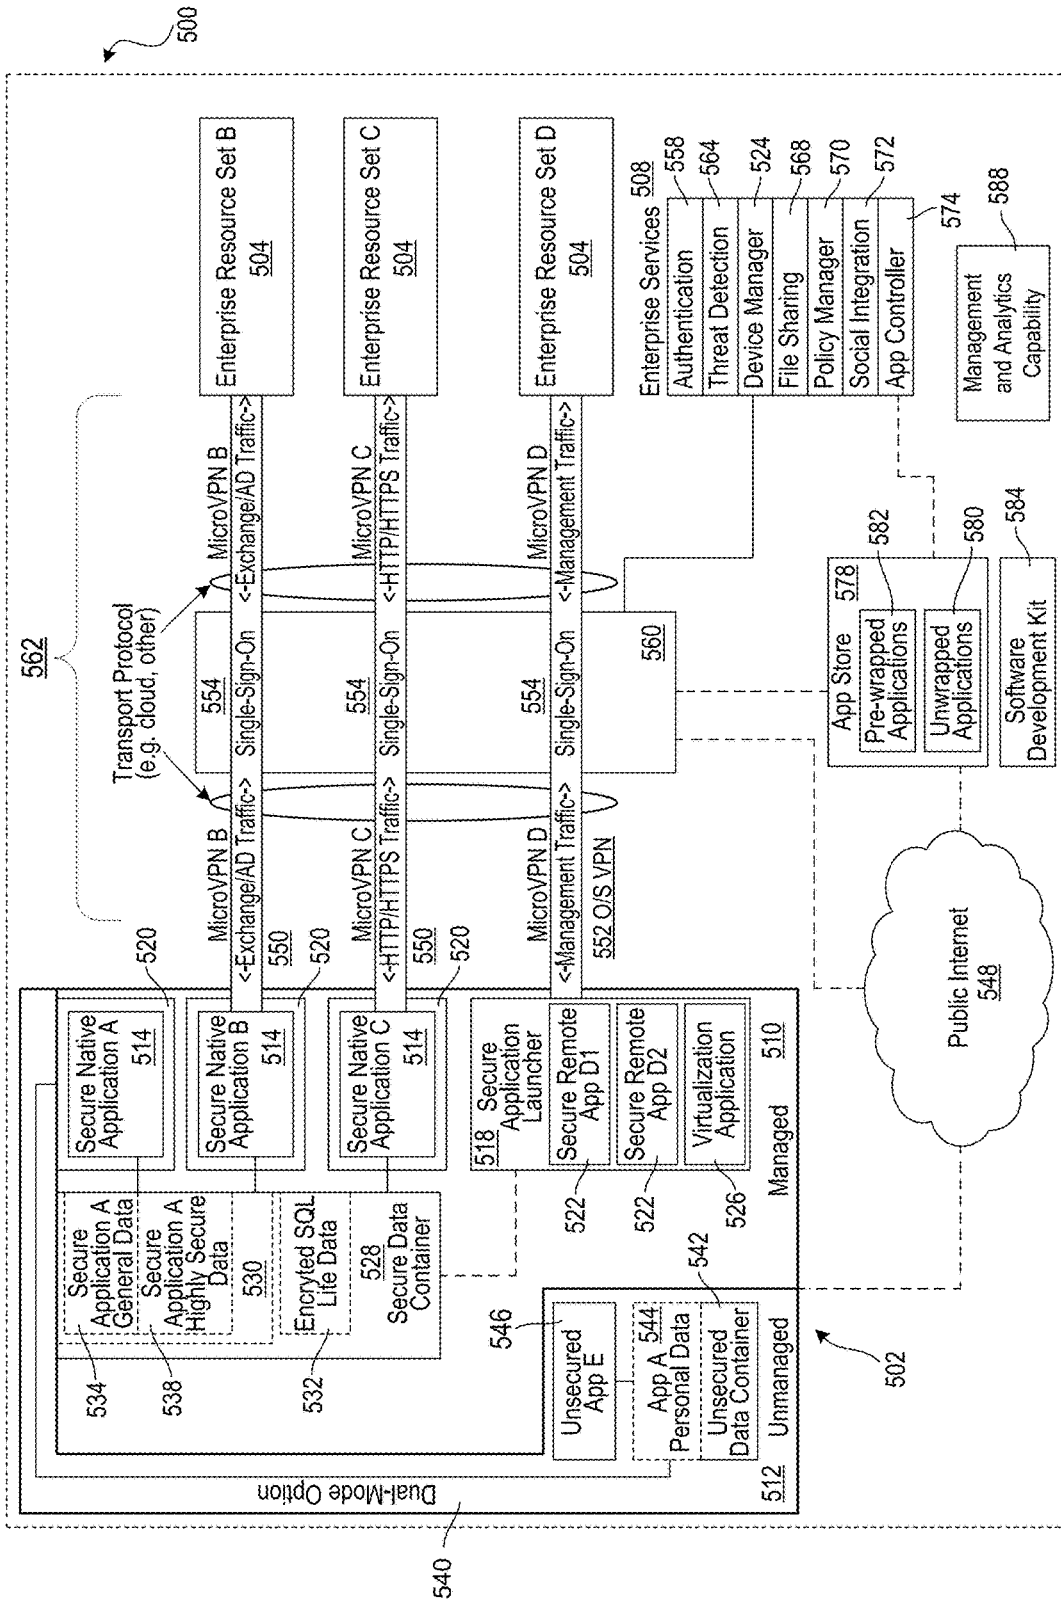 500
562
Transport Protocol
(e.g. cloud, other)
540
Dual-Mode Option
534
538
532
Secure
Application A
General Data
Secure
Application A
Highly Secure
Data
530
Encryted SQL
Lite Data
528
Secure Data
Container
Secure Native
Application A
514
520
Secure Native
Application B
514
520
Secure Native
Application C
514
520
518 Secure
Application
Launcher
Secure Remote
App D1
Secure Remote
App D2
Virtualization
Application
522
522
526
510
Managed
546
Unsecured
App E
544
App A
Personal Data
Unsecured
Data Container
542
Unmanaged
512
502
MicroVPN B
<-Exchange/AD Traffic->
550
MicroVPN C
<-HTTP/HTTPS Traffic->
550
MicroVPN D
<-Management Traffic->
552 O/S VPN
554
Single-Sign-On
554
Single-Sign-On
554
Single-Sign-On
560
MicroVPN B
<-Exchange/AD Traffic->
MicroVPN C
<-HTTP/HTTPS Traffic->
MicroVPN D
<-Management Traffic->
Enterprise Resource Set B
504
Enterprise Resource Set C
504
Enterprise Resource Set D
504
Enterprise Services 508
Authentication
558
Threat Detection
564
Device Manager
524
File Sharing
568
Policy Manager
570
Social Integration
572
App Controller
574
Public Internet
548
App Store 578
Pre-wrapped
Applications
582
Unwrapped
Applications
580
Software
Development Kit
584
Management
and Analytics
Capability
588